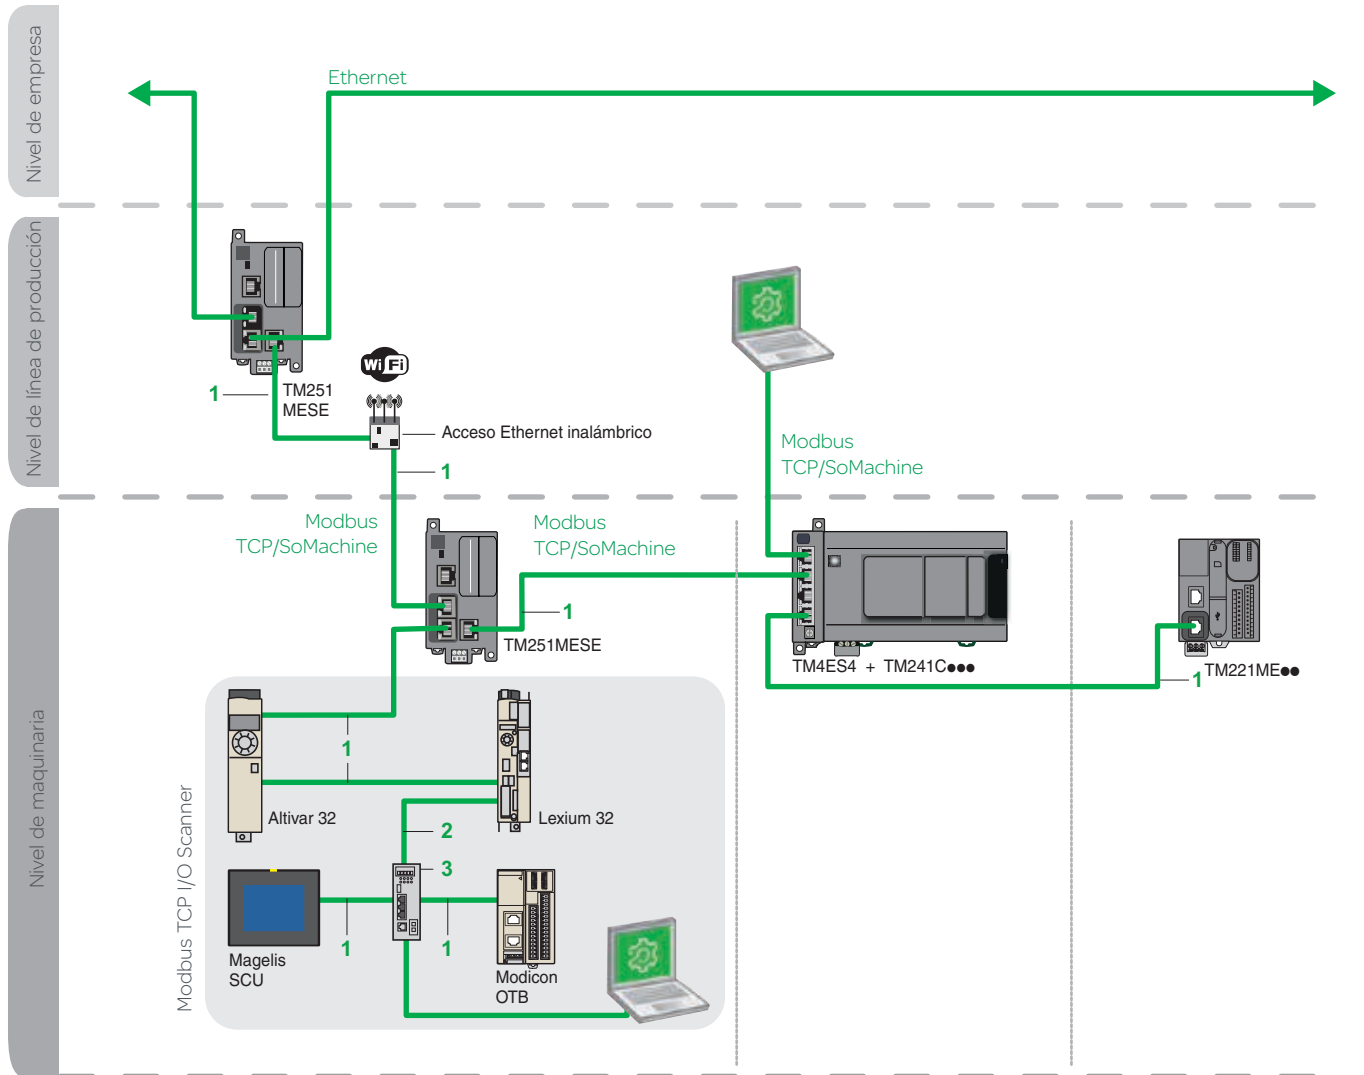 Nivel de empresa
Ethernet
Nivel de línea de producción
1
TM251
MESE
Wi Fi
Acceso Ethernet inalámbrico
1
Modbus
TCP/SoMachine
Nivel de maquinaria
Modbus
TCP/SoMachine
Modbus
TCP/SoMachine
1
TM251MESE
TM4ES4 + TM241C●●●
1
TM221ME●●
Modbus TCP I/O Scanner
1
Altivar 32
Lexium 32
2
3
1
1
Magelis
SCU
Modicon
OTB